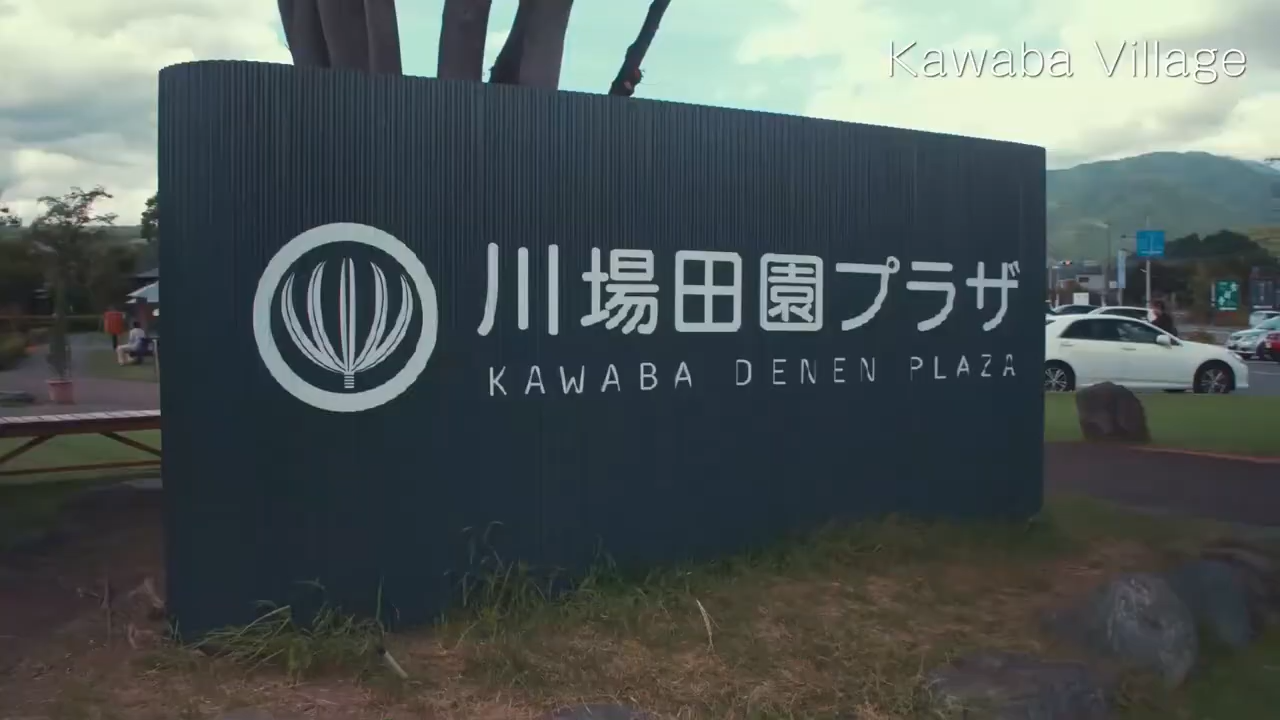 Kawaba Village
川場田園プラザ
KAWABA DENEN PLAZA